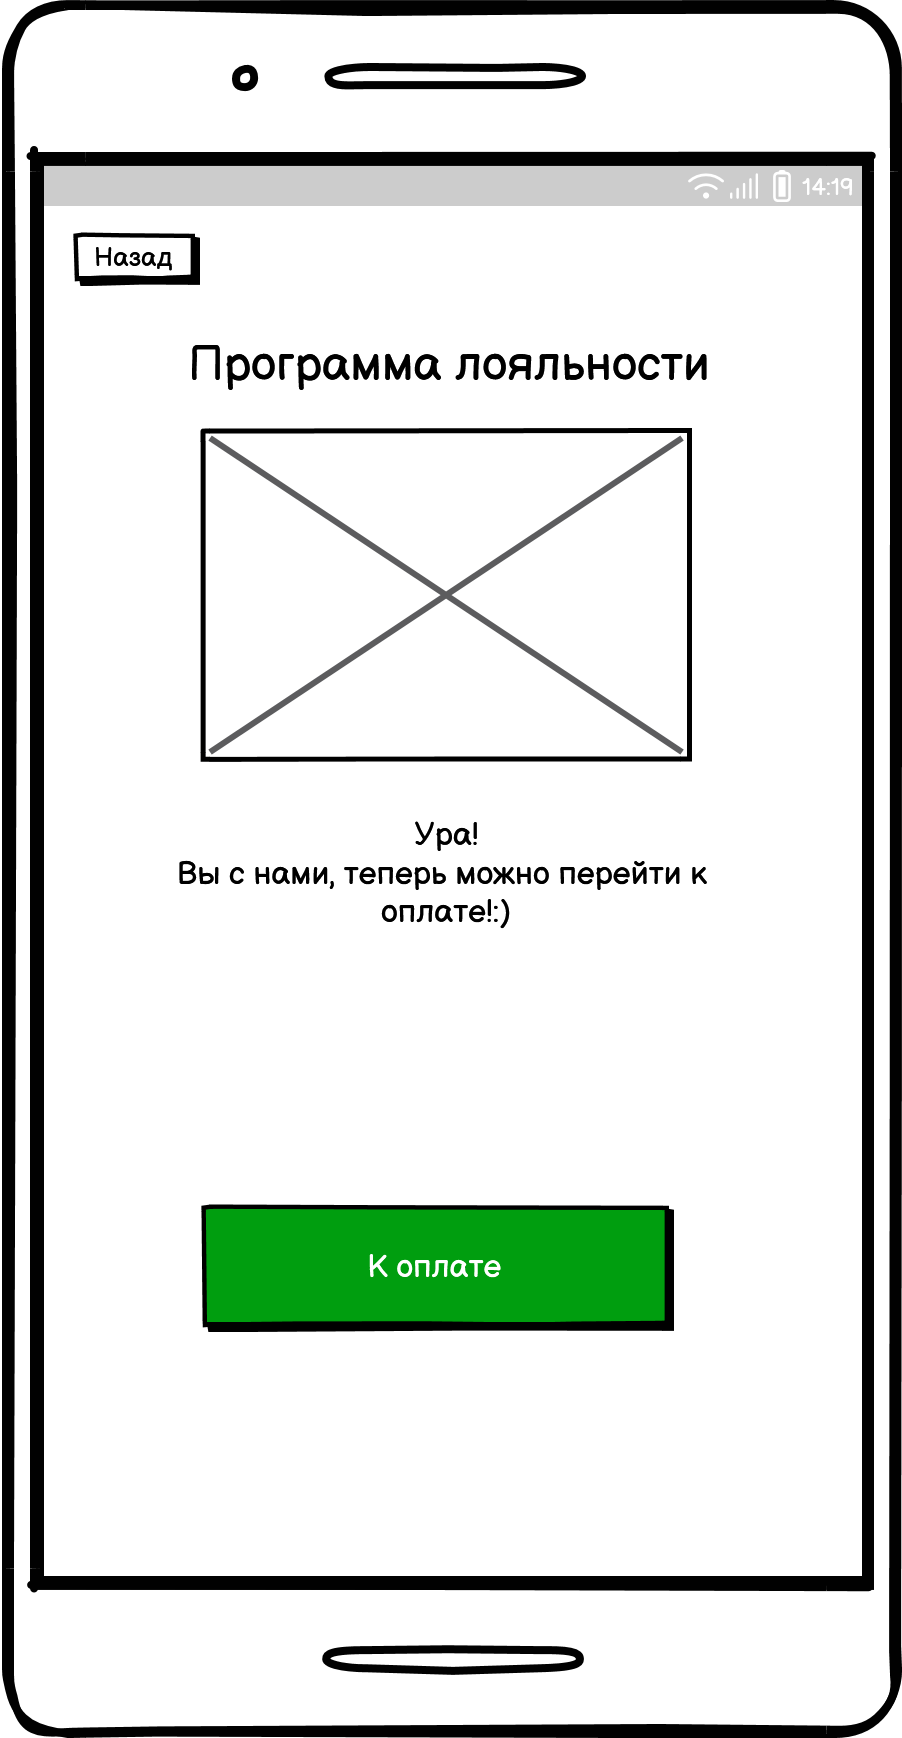 14:19
Назад
Программа лояльности
Ура!
Вы с нами, теперь можно перейти к
оплате!:)
К оплате